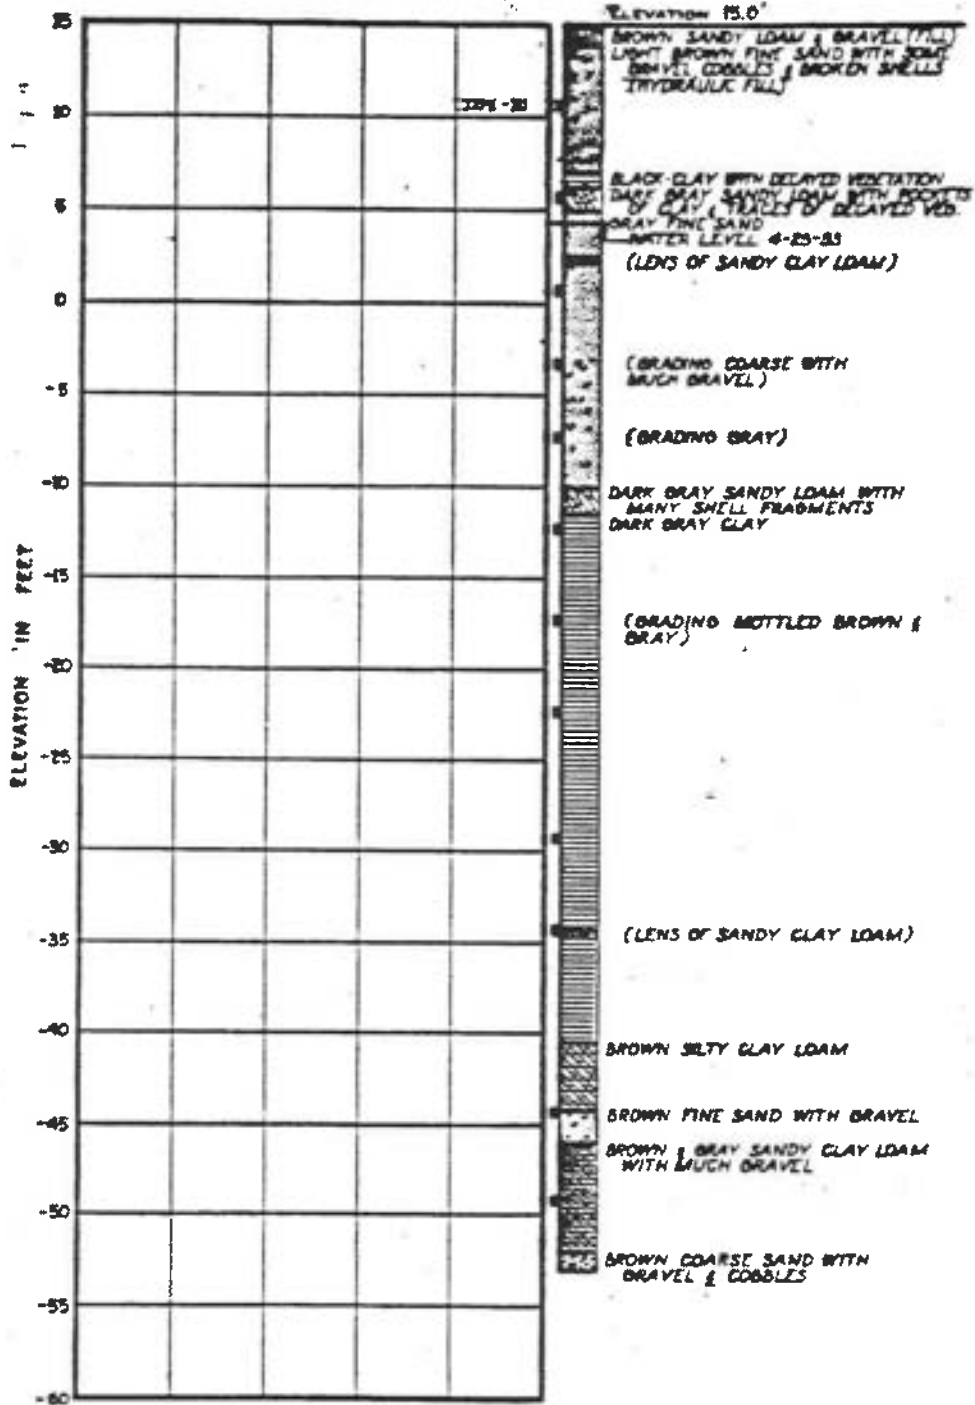 ELEVATION 15.0'
BROWN SANDY LOAM & GRAVEL (FILL)
LIGHT BROWN FINE SAND WITH SOME
GRAVEL COBBLES & BROKEN SHELLS
(HYDRAULIC FILL)
BLACK CLAY WITH DECAYED VEGETATION
DARK GRAY SANDY LOAM WITH POCKETS
OF CLAY & TRACES OF DECAYED VEG.
GRAY FINE SAND
WATER LEVEL 4-25-55
(LENS OF SANDY CLAY LOAM)
(GRADING COARSE WITH
MUCH GRAVEL)
(GRADING GRAY)
DARK GRAY SANDY LOAM WITH
MANY SHELL FRAGMENTS
DARK GRAY CLAY
(GRADING MOTTLED BROWN &
GRAY)
(LENS OF SANDY CLAY LOAM)
BROWN SILTY CLAY LOAM
BROWN FINE SAND WITH GRAVEL
BROWN & GRAY SANDY CLAY LOAM
WITH MUCH GRAVEL
BROWN COARSE SAND WITH
GRAVEL & COBBLES
ELEVATION IN FEET
15
10
5
0
-5
-10
-15
-20
-25
-30
-35
-40
-45
-50
-55
-60